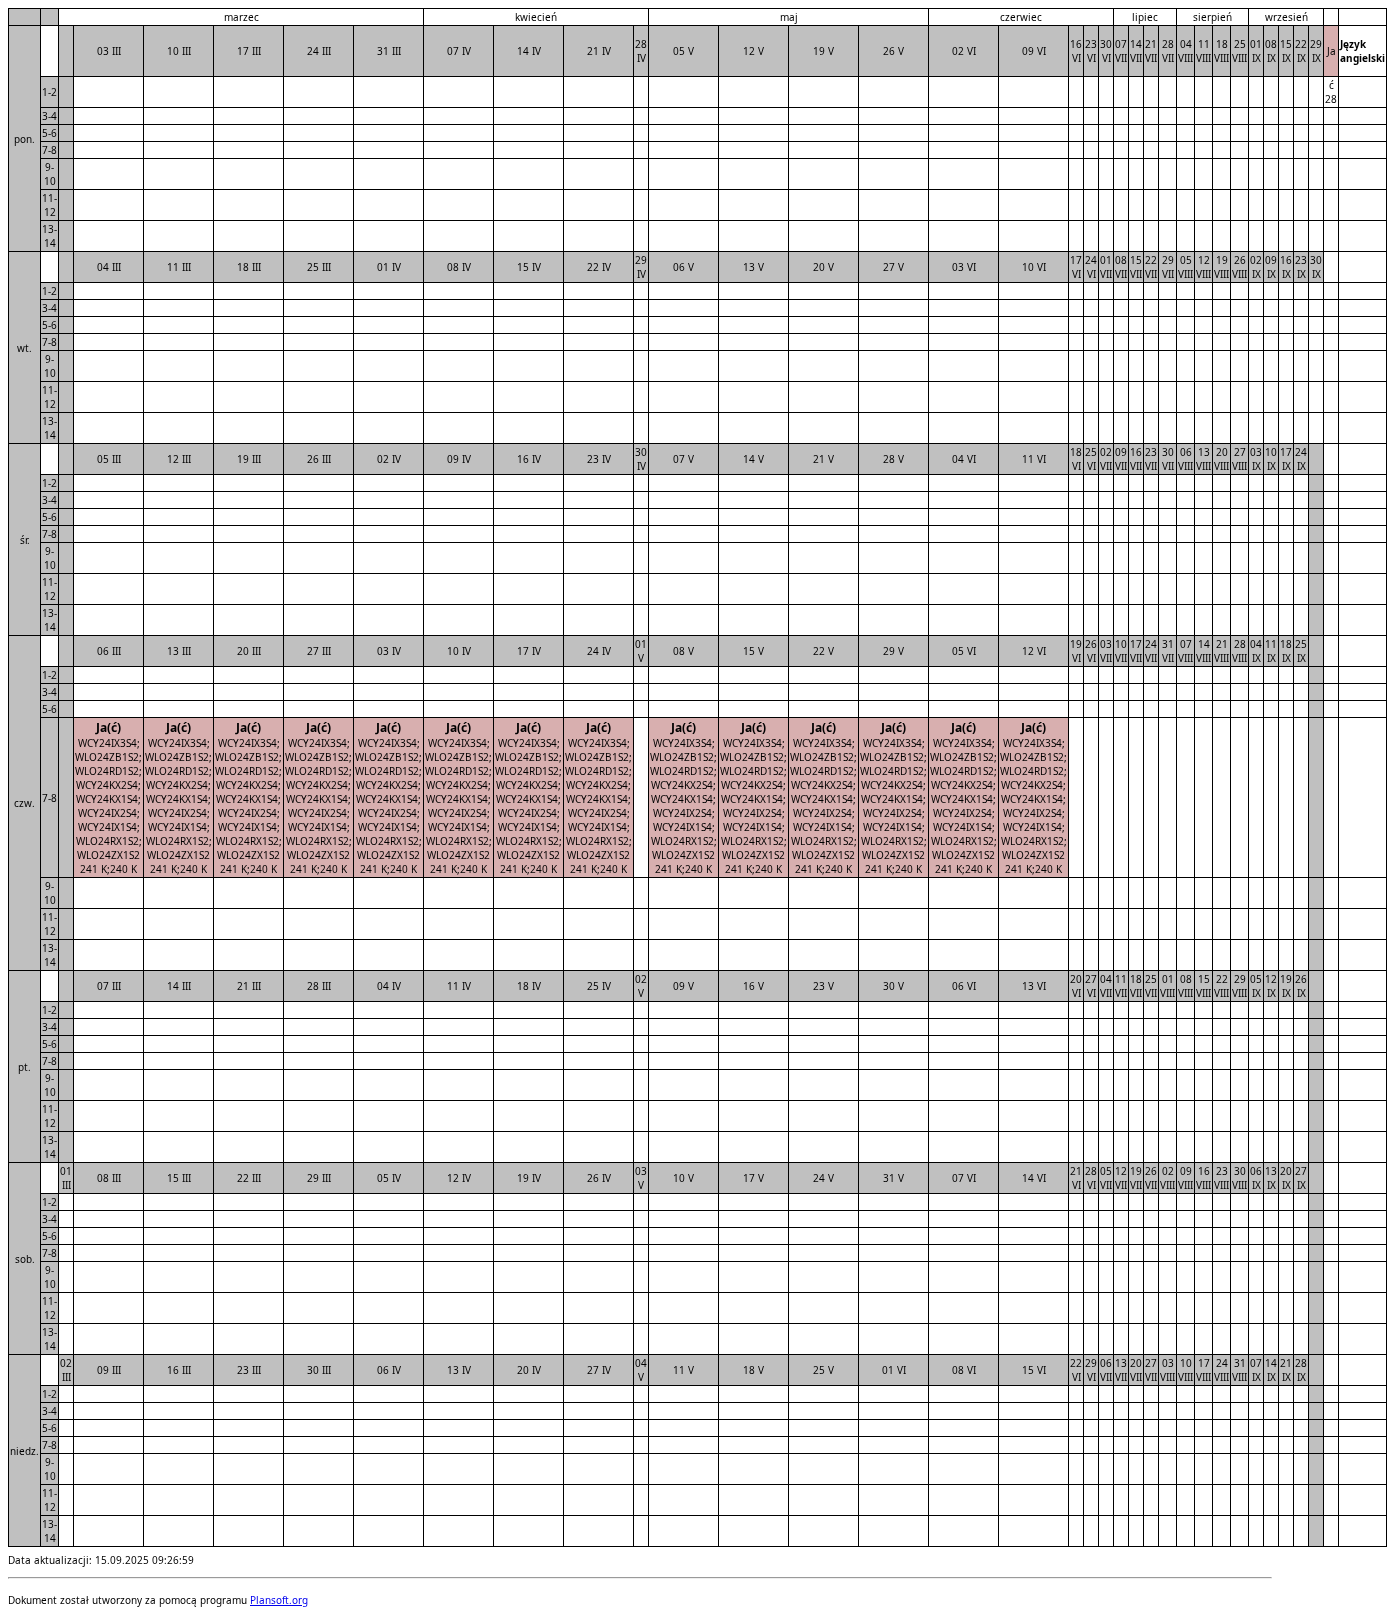 marzec kwiecień maj czerwiec lipiec sierpień wrzesień
pon. 03 III 10 III 17 III 24 III 31 III 07 IV 14 IV 21 IV 28 IV 05 V 12 V 19 V 26 V 02 VI 09 VI 16 VI 23 VI 30 VI 07 VII 14 VII 21 VII 28 VII 04 VIII 11 VIII 18 VIII 25 VIII 01 IX 08 IX 15 IX 22 IX 29 IX Ja Język angielski
1-2 ć 28
3-4
5-6
7-8
9-10
11-12
13-14
wt. 04 III 11 III 18 III 25 III 01 IV 08 IV 15 IV 22 IV 29 IV 06 V 13 V 20 V 27 V 03 VI 10 VI 17 VI 24 VI 01 VII 08 VII 15 VII 22 VII 29 VII 05 VIII 12 VIII 19 VIII 26 VIII 02 IX 09 IX 16 IX 23 IX 30 IX
1-2
3-4
5-6
7-8
9-10
11-12
13-14
śr. 05 III 12 III 19 III 26 III 02 IV 09 IV 16 IV 23 IV 30 IV 07 V 14 V 21 V 28 V 04 VI 11 VI 18 VI 25 VI 02 VII 09 VII 16 VII 23 VII 30 VII 06 VIII 13 VIII 20 VIII 27 VIII 03 IX 10 IX 17 IX 24 IX
1-2
3-4
5-6
7-8
9-10
11-12
13-14
czw. 06 III 13 III 20 III 27 III 03 IV 10 IV 17 IV 24 IV 01 V 08 V 15 V 22 V 29 V 05 VI 12 VI 19 VI 26 VI 03 VII 10 VII 17 VII 24 VII 31 VII 07 VIII 14 VIII 21 VIII 28 VIII 04 IX 11 IX 18 IX 25 IX
1-2
3-4
5-6
7-8
Ja(ć) Ja(ć) Ja(ć) Ja(ć) Ja(ć) Ja(ć) Ja(ć) Ja(ć) Ja(ć) Ja(ć) Ja(ć) Ja(ć) Ja(ć) Ja(ć)
WCY24IX3S4; WCY24IX3S4; WCY24IX3S4; WCY24IX3S4; WCY24IX3S4; WCY24IX3S4; WCY24IX3S4; WCY24IX3S4; WCY24IX3S4; WCY24IX3S4; WCY24IX3S4; WCY24IX3S4; WCY24IX3S4; WCY24IX3S4;
WLO24ZB1S2; WLO24ZB1S2; WLO24ZB1S2; WLO24ZB1S2; WLO24ZB1S2; WLO24ZB1S2; WLO24ZB1S2; WLO24ZB1S2; WLO24ZB1S2; WLO24ZB1S2; WLO24ZB1S2; WLO24ZB1S2; WLO24ZB1S2; WLO24ZB1S2;
WLO24RD1S2; WLO24RD1S2; WLO24RD1S2; WLO24RD1S2; WLO24RD1S2; WLO24RD1S2; WLO24RD1S2; WLO24RD1S2; WLO24RD1S2; WLO24RD1S2; WLO24RD1S2; WLO24RD1S2; WLO24RD1S2; WLO24RD1S2;
WCY24KX2S4; WCY24KX2S4; WCY24KX2S4; WCY24KX2S4; WCY24KX2S4; WCY24KX2S4; WCY24KX2S4; WCY24KX2S4; WCY24KX2S4; WCY24KX2S4; WCY24KX2S4; WCY24KX2S4; WCY24KX2S4; WCY24KX2S4;
WCY24KX1S4; WCY24KX1S4; WCY24KX1S4; WCY24KX1S4; WCY24KX1S4; WCY24KX1S4; WCY24KX1S4; WCY24KX1S4; WCY24KX1S4; WCY24KX1S4; WCY24KX1S4; WCY24KX1S4; WCY24KX1S4; WCY24KX1S4;
WCY24IX2S4; WCY24IX2S4; WCY24IX2S4; WCY24IX2S4; WCY24IX2S4; WCY24IX2S4; WCY24IX2S4; WCY24IX2S4; WCY24IX2S4; WCY24IX2S4; WCY24IX2S4; WCY24IX2S4; WCY24IX2S4; WCY24IX2S4;
WCY24IX1S4; WCY24IX1S4; WCY24IX1S4; WCY24IX1S4; WCY24IX1S4; WCY24IX1S4; WCY24IX1S4; WCY24IX1S4; WCY24IX1S4; WCY24IX1S4; WCY24IX1S4; WCY24IX1S4; WCY24IX1S4; WCY24IX1S4;
WLO24RX1S2; WLO24RX1S2; WLO24RX1S2; WLO24RX1S2; WLO24RX1S2; WLO24RX1S2; WLO24RX1S2; WLO24RX1S2; WLO24RX1S2; WLO24RX1S2; WLO24RX1S2; WLO24RX1S2; WLO24RX1S2; WLO24RX1S2;
WLO24ZX1S2 WLO24ZX1S2 WLO24ZX1S2 WLO24ZX1S2 WLO24ZX1S2 WLO24ZX1S2 WLO24ZX1S2 WLO24ZX1S2 WLO24ZX1S2 WLO24ZX1S2 WLO24ZX1S2 WLO24ZX1S2 WLO24ZX1S2 WLO24ZX1S2
241 K;240 K 241 K;240 K 241 K;240 K 241 K;240 K 241 K;240 K 241 K;240 K 241 K;240 K 241 K;240 K 241 K;240 K 241 K;240 K 241 K;240 K 241 K;240 K 241 K;240 K 241 K;240 K
9-10
11-12
13-14
pt. 07 III 14 III 21 III 28 III 04 IV 11 IV 18 IV 25 IV 02 V 09 V 16 V 23 V 30 V 06 VI 13 VI 20 VI 27 VI 04 VII 11 VII 18 VII 25 VII 01 VIII 08 VIII 15 VIII 22 VIII 29 VIII 05 IX 12 IX 19 IX 26 IX
1-2
3-4
5-6
7-8
9-10
11-12
13-14
sob. 01 III 08 III 15 III 22 III 29 III 05 IV 12 IV 19 IV 26 IV 03 V 10 V 17 V 24 V 31 V 07 VI 14 VI 21 VI 28 VI 05 VII 12 VII 19 VII 26 VII 02 VIII 09 VIII 16 VIII 23 VIII 30 VIII 06 IX 13 IX 20 IX 27 IX
1-2
3-4
5-6
7-8
9-10
11-12
13-14
niedz. 02 III 09 III 16 III 23 III 30 III 06 IV 13 IV 20 IV 27 IV 04 V 11 V 18 V 25 V 01 VI 08 VI 15 VI 22 VI 29 VI 06 VII 13 VII 20 VII 27 VII 03 VIII 10 VIII 17 VIII 24 VIII 31 VIII 07 IX 14 IX 21 IX 28 IX
1-2
3-4
5-6
7-8
9-10
11-12
13-14
Data aktualizacji: 15.09.2025 09:26:59
Dokument został utworzony za pomocą programu Plansoft.org